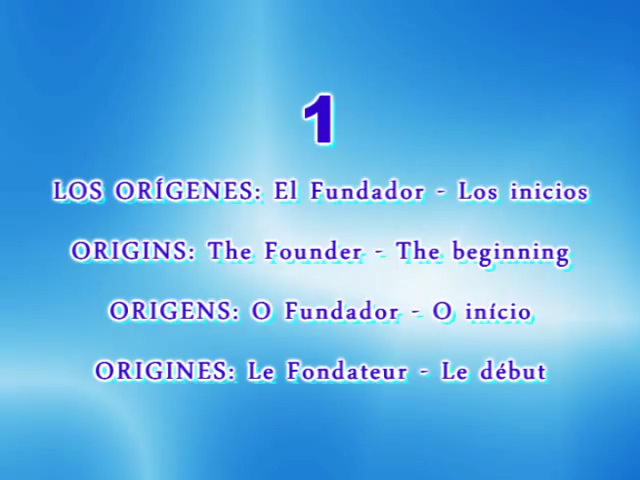 1
LOS ORÍGENES: El Fundador - Los inicios
ORIGINS: The Founder - The beginning
ORIGENS: O Fundador - O início
ORIGINES: Le Fondateur - Le début